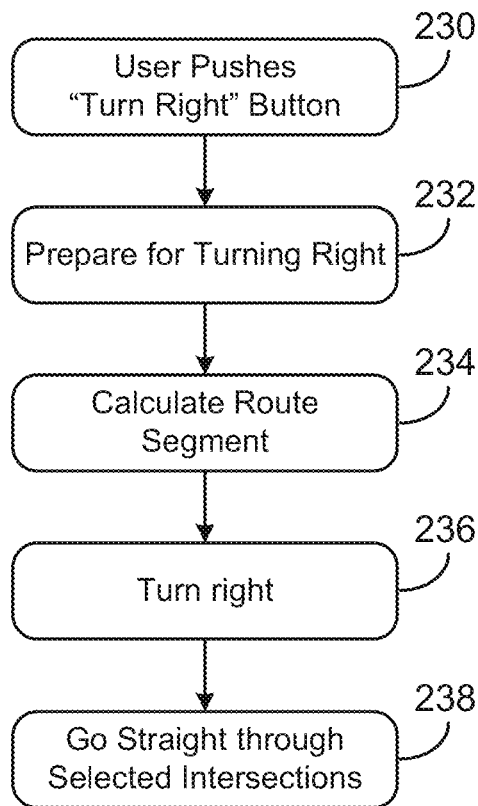 230
User Pushes
“Turn Right” Button
232
Prepare for Turning Right
234
Calculate Route
Segment
236
Turn right
238
Go Straight through
Selected Intersections